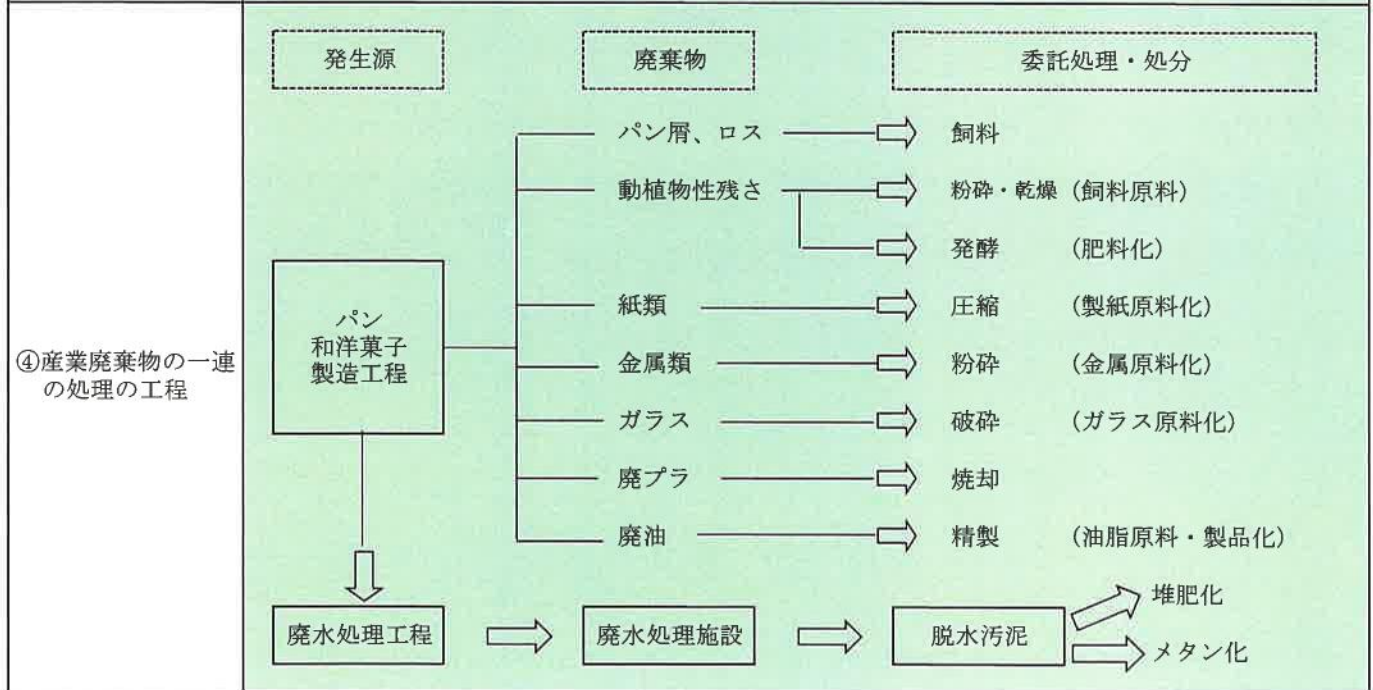 ④産業廃棄物の一連
の処理の工程
発生源
廃棄物
委託処理・処分
パン
和洋菓子
製造工程
パン屑、ロス
飼料
動植物性残さ
粉砕・乾燥（飼料原料）
発酵 （肥料化）
紙類
圧縮 （製紙原料化）
金属類
粉砕 （金属原料化）
ガラス
破砕 （ガラス原料化）
廃プラ
焼却
廃油
精製 （油脂原料・製品化）
廃水処理工程
廃水処理施設
脱水汚泥
堆肥化
メタン化